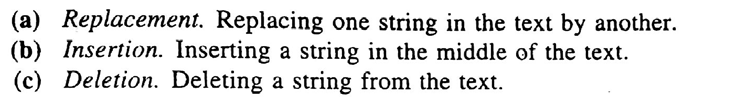 (a) Replacement. Replacing one string in the text by another.
(b) Insertion. Inserting a string in the middle of the text.
(c) Deletion. Deleting a string from the text.